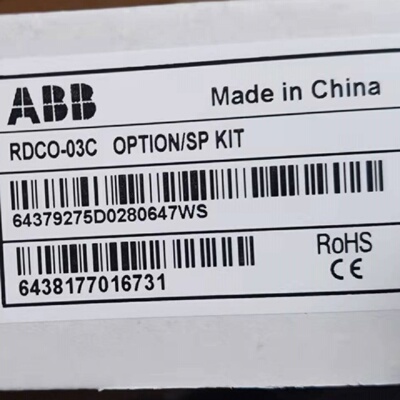 ABB Made in China
RDCO-03C OPTION/SP KIT
64379275D0280647WS
6438177016731
RoHS
CE